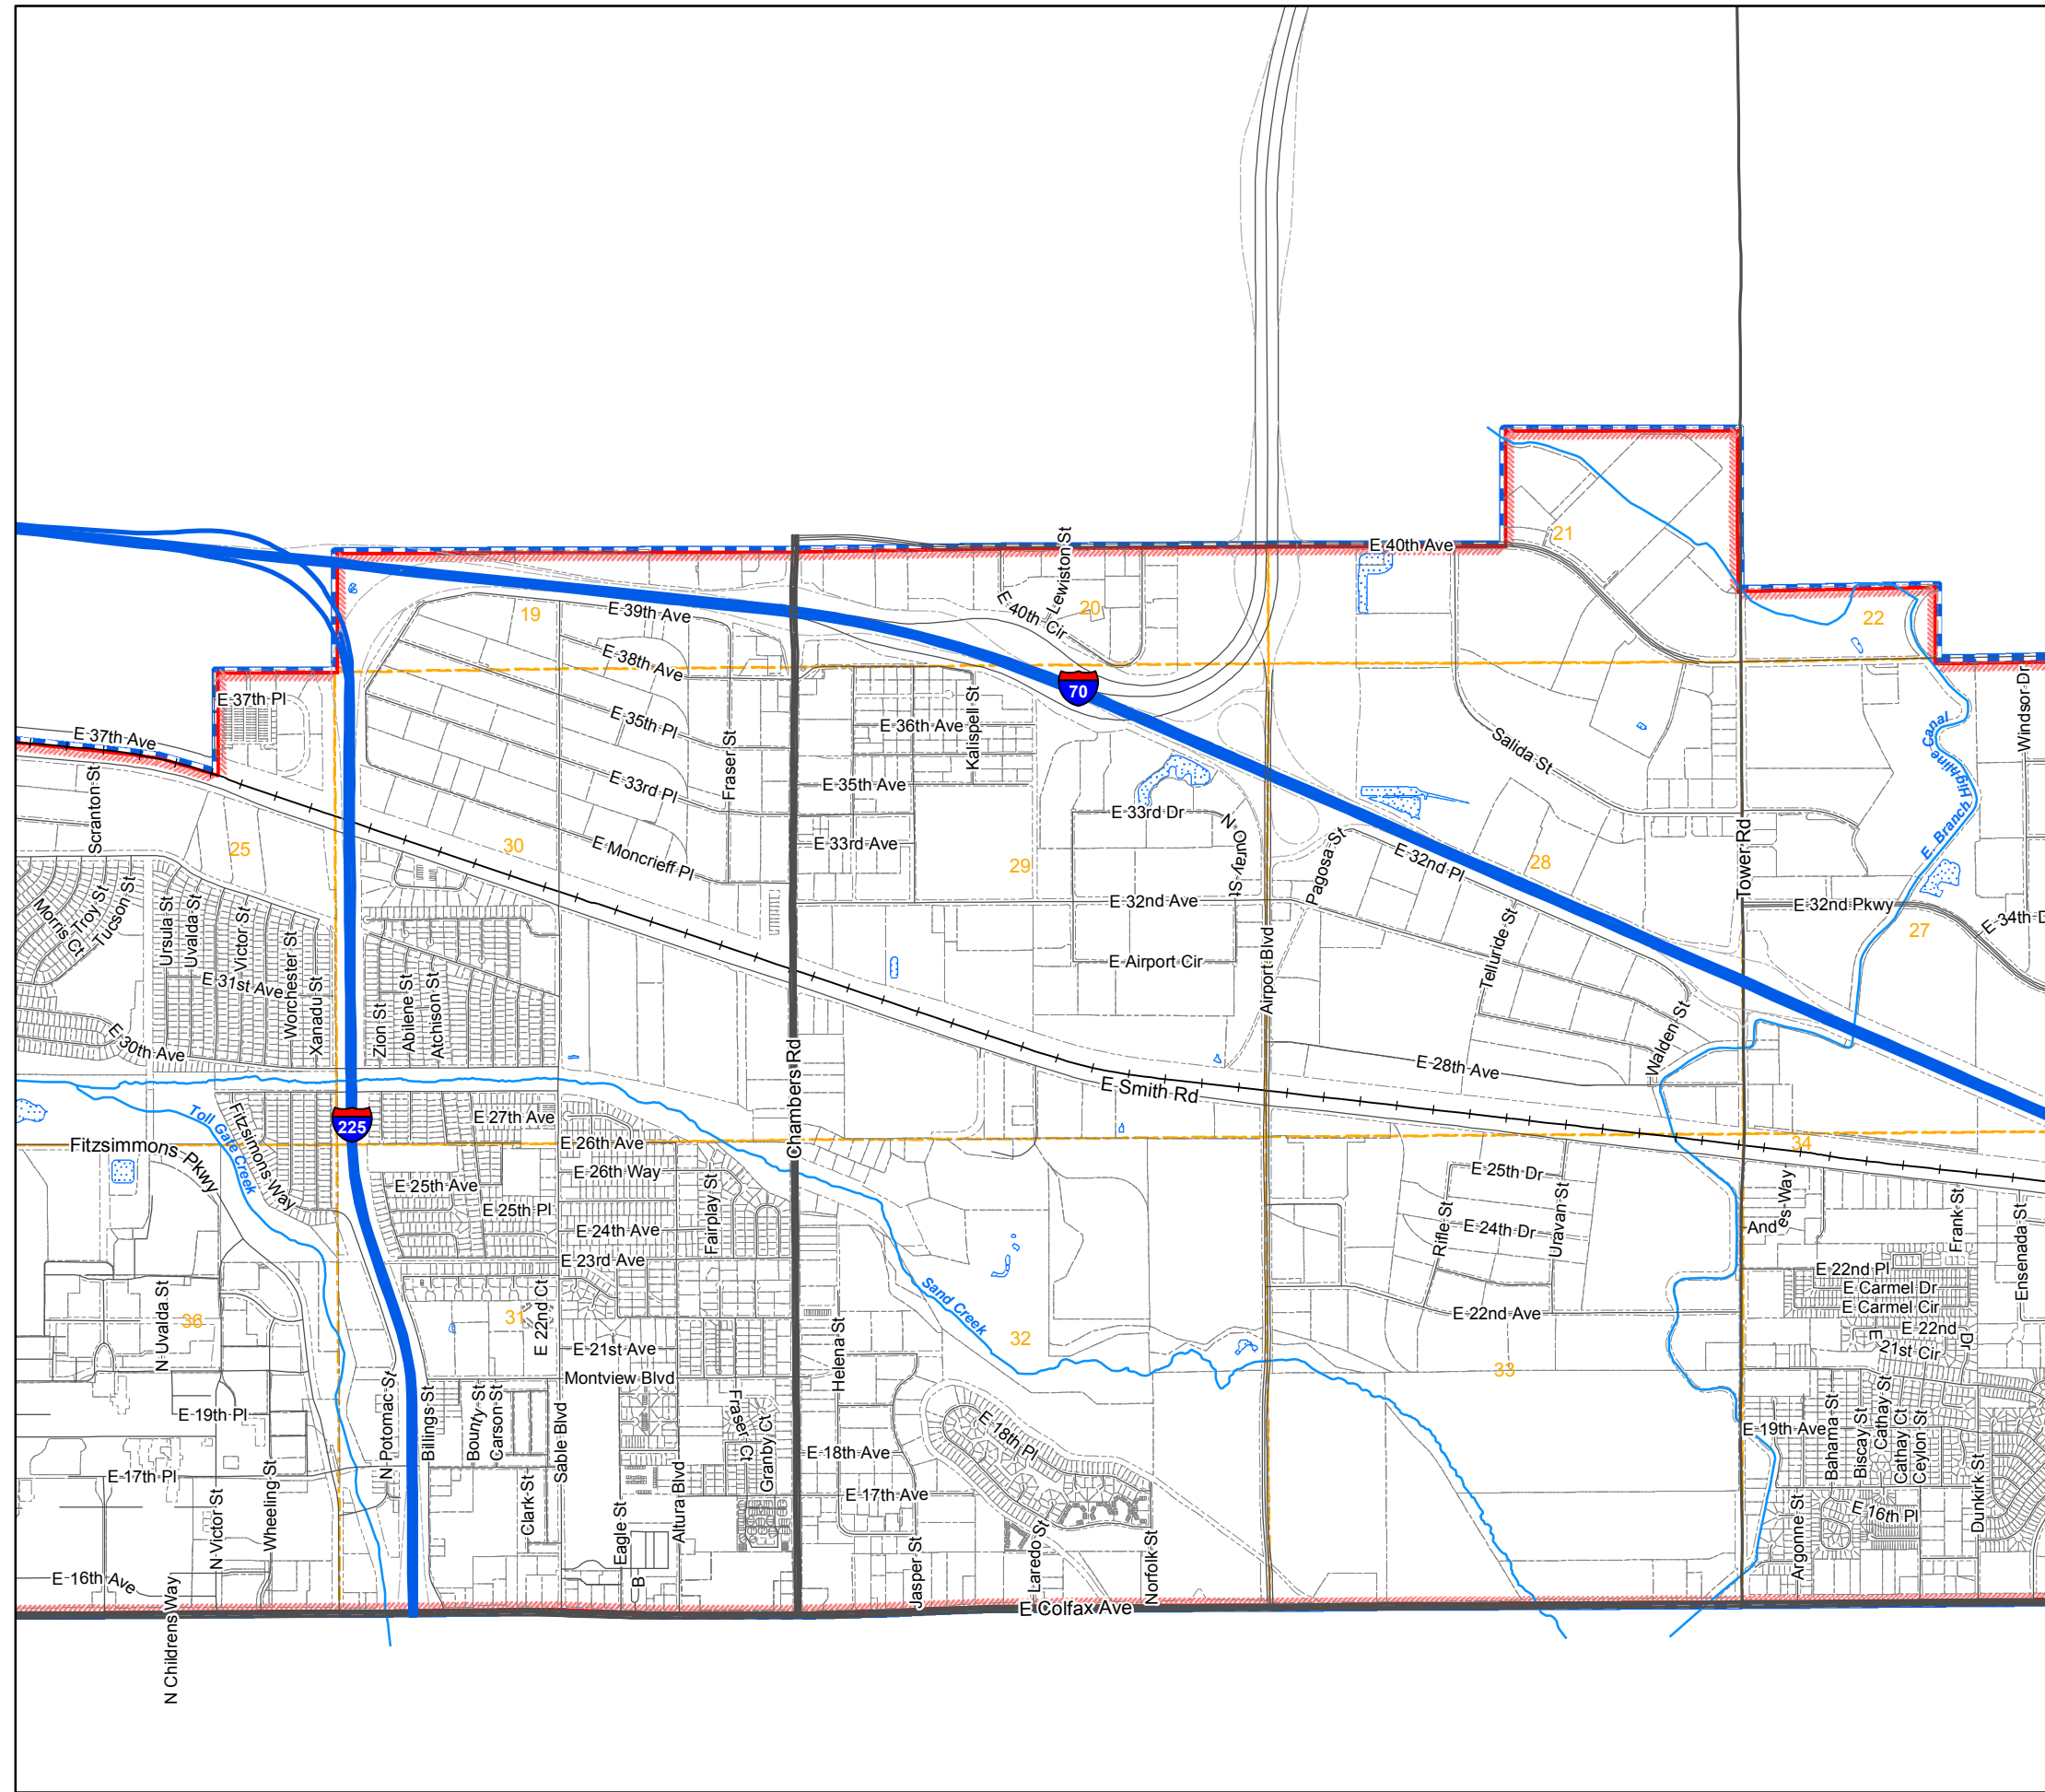 E 40th Ave
21
Lewiston St
E 40th Cir
20
19
E 39th Ave
22
E 38th Ave
70
E 37th Pl
E 37th Ave
E 35th Pl
Fraser St
E 36th Ave
Kalispell St
Salida St
E. Branch Highline Canal
Windsor Dr
E 33rd Pl
E 35th Ave
E 33rd Dr
N Ouray St
Scranton St
25
30
E Moncrieff Pl
E 33rd Ave
29
Pagosa St
E 32nd Pl
28
Tower Rd
E 32nd Ave
E 32nd Pkwy
E 34th D
27
Morris Ct
Troy St
Tucson St
Ursula St
Uvalda St
Victor St
E 31st Ave
Worchester St
Xanadu St
Zion St
Abilene St
Atchison St
E Airport Cir
Airport Blvd
Telluride St
Walden St
E 30th Ave
Chambers Rd
E Smith Rd
E 28th Ave
Toll Gate Creek
Fitzsimons Way
225
E 27th Ave
Fitzsimmons Pkwy
E 26th Ave
34
E 26th Way
E 25th Ave
E 25th Pl
Fairplay St
E 25th Dr
Rifle St
Uravan St
E 24th Ave
E 24th Dr
Andes Way
Frank St
Ensenada St
E 23rd Ave
E 22nd Pl
E Carmel Dr
E Carmel Cir
N Uvalda St
36
31
E 22nd Ct
Sand Creek
32
E 22nd Ave
E 22nd Dr
E 21st Cir
E 21st Ave
Helena St
33
Montview Blvd
N Potomac St
Billings St
Bounty St
Carson St
Sable Blvd
Fraser Ct
Granby Ct
E 19th Pl
E 18th Ave
E 18th Pl
E 19th Ave
Bahama St
Biscay St
Cathay St
Cathay Ct
Ceylon St
Dunkirk St
E 17th Pl
N Victor St
Wheeling St
Clark St
Eagle St
Altura Blvd
E 17th Ave
Argonne St
E 16th Pl
E 16th Ave
N Childrens Way
B
Jasper St
Laredo St
Norfolk St
E Colfax Ave